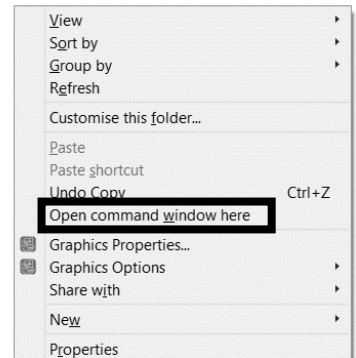 View
Sort by
Group by
Refresh
Customise this folder...
Paste
Paste shortcut
Undo Copy Ctrl+Z
Open command window here
Graphics Properties...
Graphics Options
Share with
New
Properties